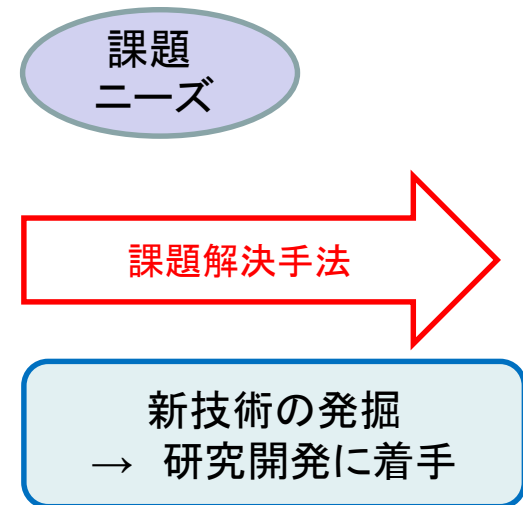 課題
ニーズ
課題解決手法
新技術の発掘
→ 研究開発に着手